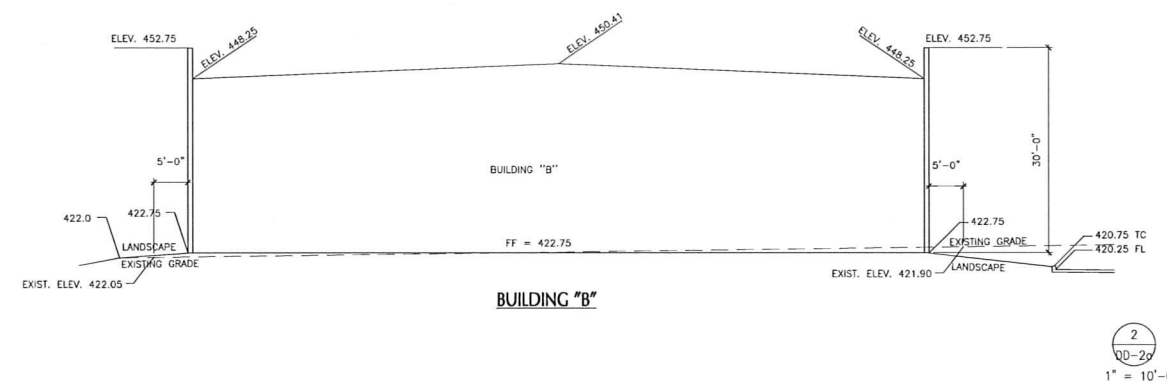 ELEV. 452.75
ELEV. 448.25
ELEV. 450.41
ELEV. 448.25
ELEV. 452.75
5'-0"
BUILDING "B"
5'-0"
30'-0"
422.0
422.75
422.75
LANDSCAPE
FF = 422.75
EXISTING GRADE
420.75 TC
420.25 FL
EXISTING GRADE
EXIST. ELEV. 422.05
EXIST. ELEV. 421.90
LANDSCAPE
BUILDING "B"
2
1" = 10'-